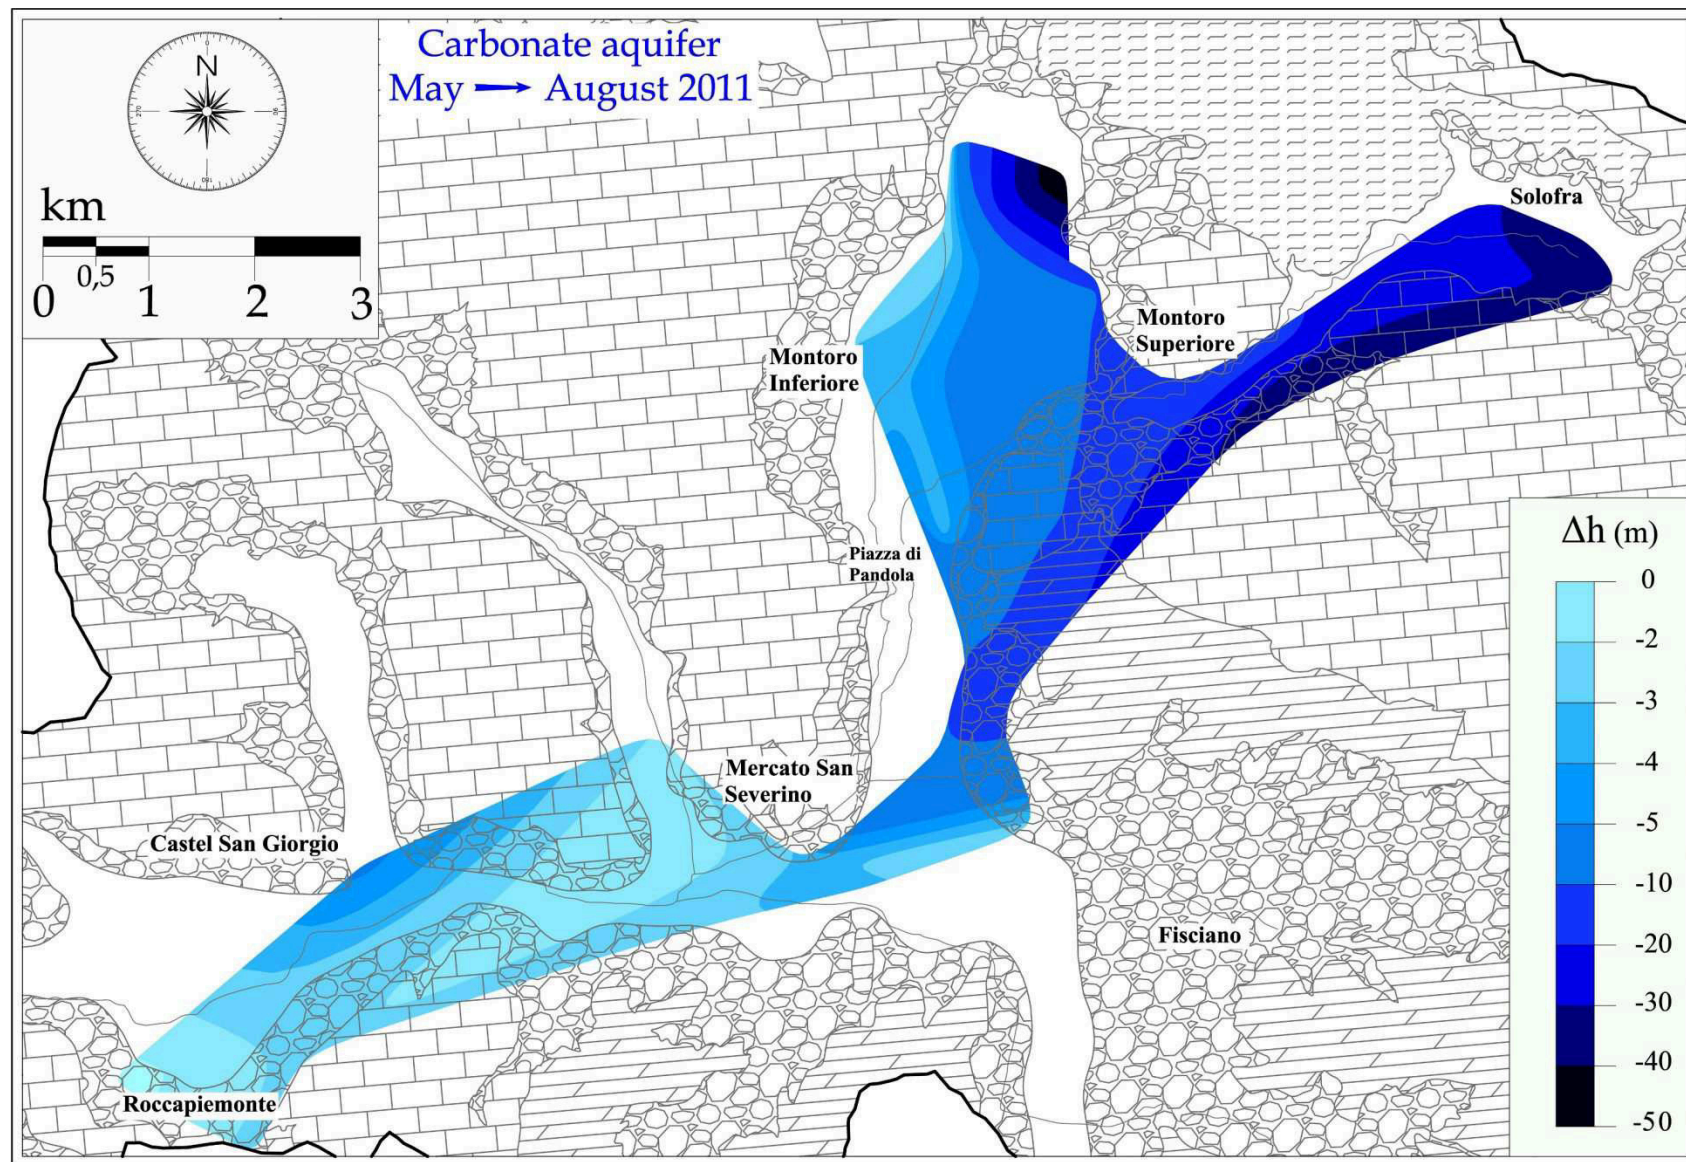 Carbonate aquifer
May → August 2011
N
km
0,5
0 1 2 3
Solofra
Montoro
Superiore
Montoro
Inferiore
Piazza di
Pandola
Mercato San
Severino
Castel San Giorgio
Fisciano
Roccapiemonte
Δh (m)
0
-2
-3
-4
-5
-10
-20
-30
-40
-50